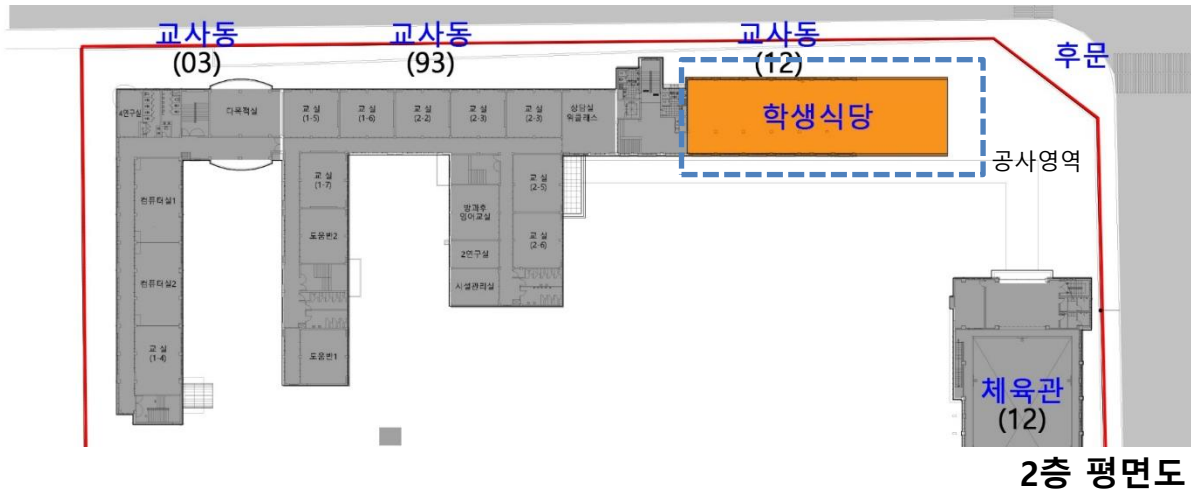 교사동
(03)
교사동
(93)
교사동
(12)
후문
4연구실
다목적실
교 실
(1-5)
교 실
(1-6)
교 실
(2-2)
교 실
(2-3)
교 실
(2-3)
상담실
위클래스
학생식당
공사영역
컴퓨터실1
교 실
(1-7)
방과후
영어교실
교 실
(2-5)
도움반2
교 실
(2-6)
2연구실
컴퓨터실2
시설관리실
교 실
(1-4)
도움반1
체육관
(12)
2층 평면도